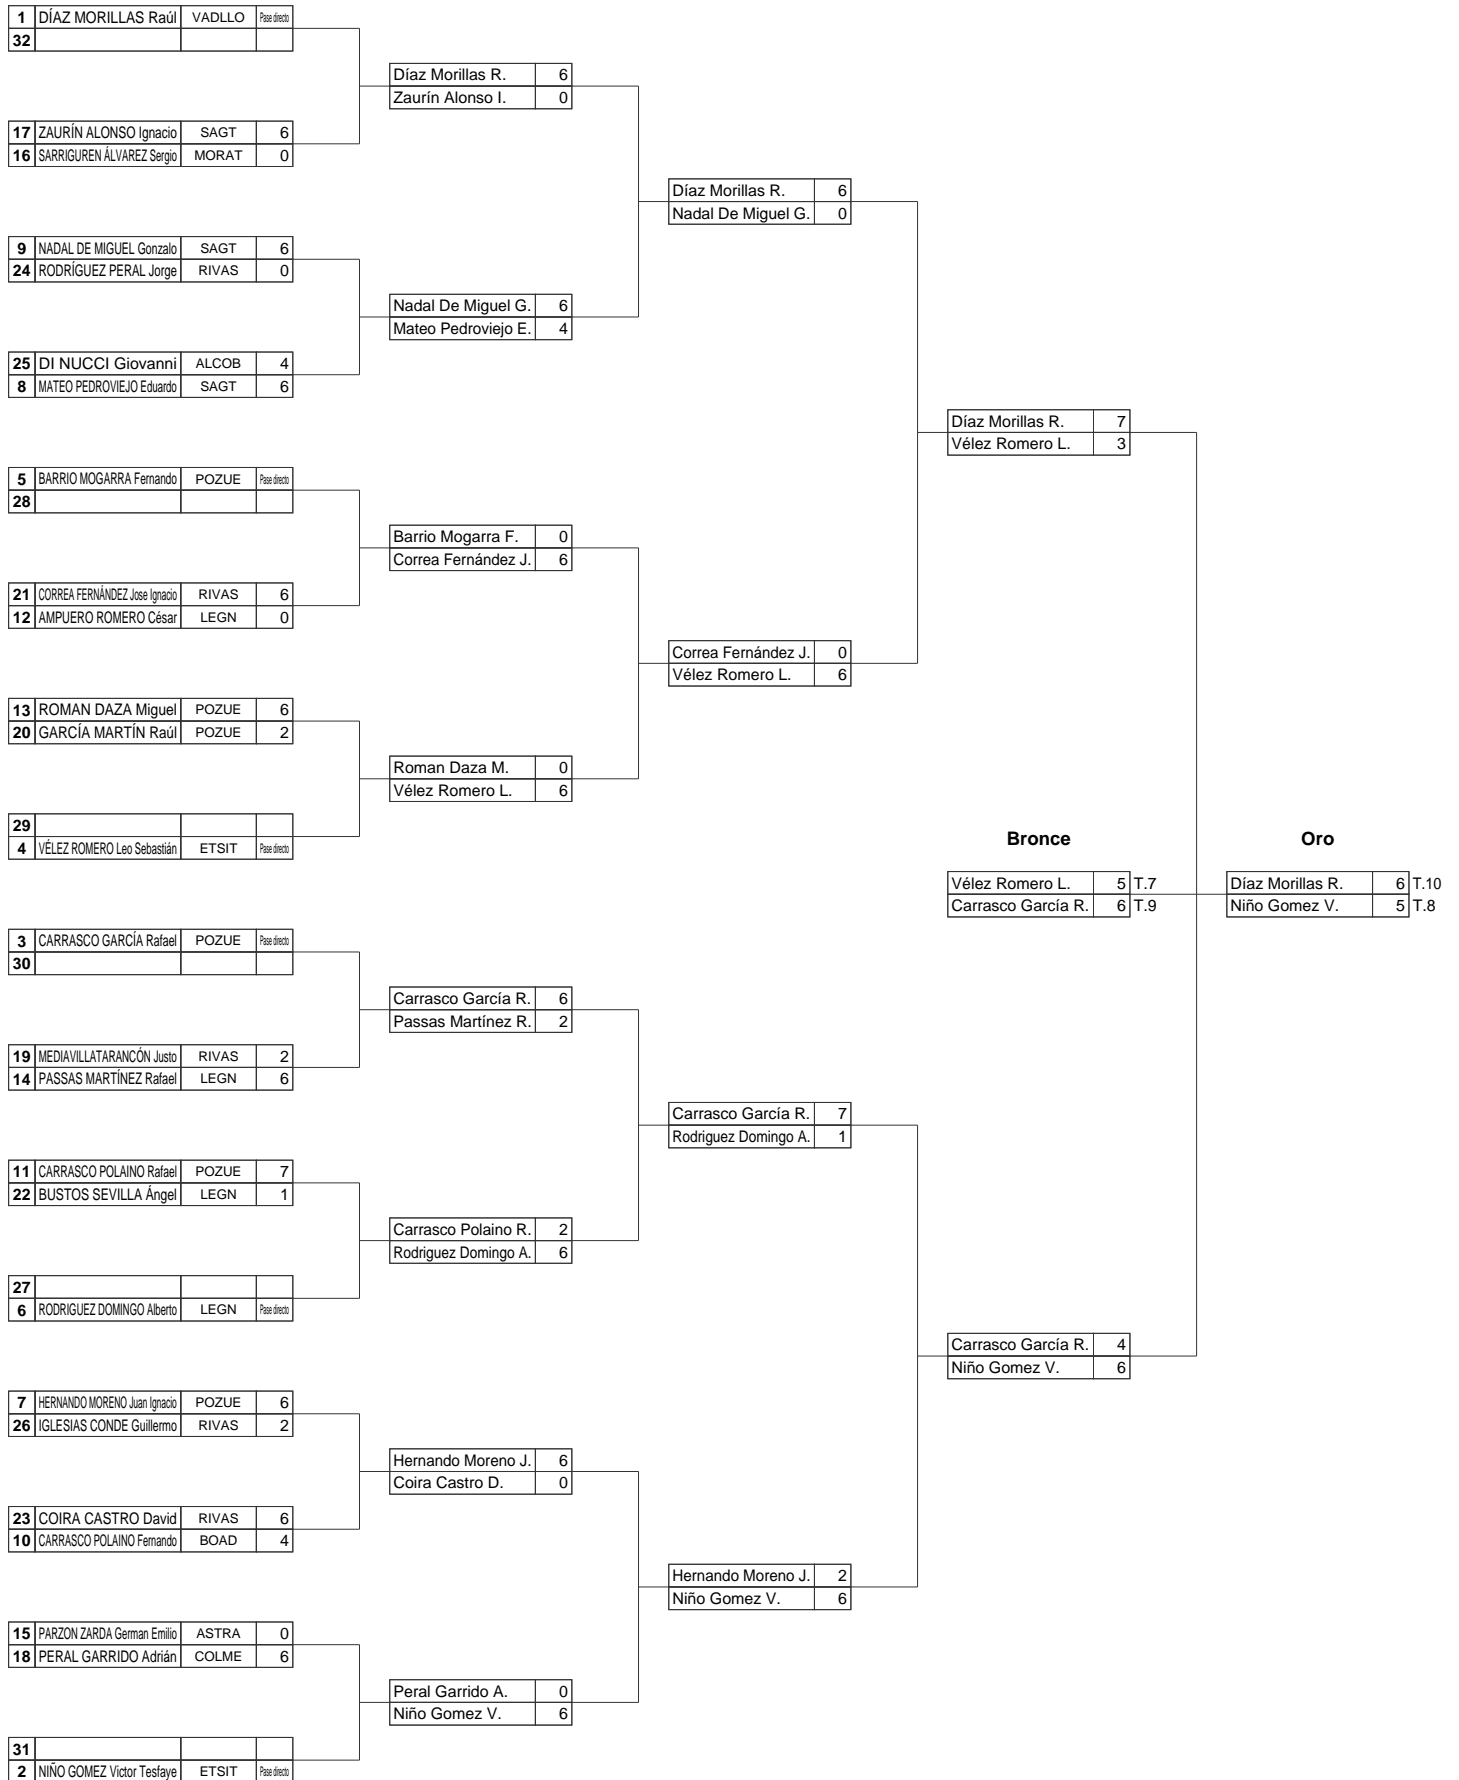 1 DÍAZ MORILLAS Raúl VADLLO Pase directo
32
Díaz Morillas R. 6
Zaurín Alonso I. 0
17 ZAURÍN ALONSO Ignacio SAGT 6
16 SARRIGUREN ÁLVAREZ Sergio MORAT 0
Díaz Morillas R. 6
Nadal De Miguel G. 0
9 NADAL DE MIGUEL Gonzalo SAGT 6
24 RODRÍGUEZ PERAL Jorge RIVAS 0
Nadal De Miguel G. 6
Mateo Pedroviejo E. 4
25 DI NUCCI Giovanni ALCOB 4
8 MATEO PEDROVIEJO Eduardo SAGT 6
Díaz Morillas R. 7
Vélez Romero L. 3
5 BARRIO MOGARRA Fernando POZUE Pase directo
28
Barrio Mogarra F. 0
Correa Fernández J. 6
21 CORREA FERNÁNDEZ Jose Ignacio RIVAS 6
12 AMPUERO ROMERO César LEGN 0
Correa Fernández J. 0
Vélez Romero L. 6
13 ROMAN DAZA Miguel POZUE 6
20 GARCÍA MARTÍN Raúl POZUE 2
Roman Daza M. 0
Vélez Romero L. 6
29
4 VÉLEZ ROMERO Leo Sebastián ETSIT Pase directo
Bronce Oro
Vélez Romero L. 5 T.7 Díaz Morillas R. 6 T.10
Carrasco García R. 6 T.9 Niño Gomez V. 5 T.8
3 CARRASCO GARCÍA Rafael POZUE Pase directo
30
Carrasco García R. 6
Passas Martínez R. 2
19 MEDIAVILLATARANCÓN Justo RIVAS 2
14 PASSAS MARTÍNEZ Rafael LEGN 6
Carrasco García R. 7
Rodriguez Domingo A. 1
11 CARRASCO POLAINO Rafael POZUE 7
22 BUSTOS SEVILLA Ángel LEGN 1
Carrasco Polaino R. 2
Rodriguez Domingo A. 6
27
6 RODRIGUEZ DOMINGO Alberto LEGN Pase directo
Carrasco García R. 4
Niño Gomez V. 6
7 HERNANDO MORENO Juan Ignacio POZUE 6
26 IGLESIAS CONDE Guillermo RIVAS 2
Hernando Moreno J. 6
Coira Castro D. 0
23 COIRA CASTRO David RIVAS 6
10 CARRASCO POLAINO Fernando BOAD 4
Hernando Moreno J. 2
Niño Gomez V. 6
15 PARZON ZARDA German Emilio ASTRA 0
18 PERAL GARRIDO Adrián COLME 6
Peral Garrido A. 0
Niño Gomez V. 6
31
2 NIÑO GOMEZ Victor Tesfaye ETSIT Pase directo